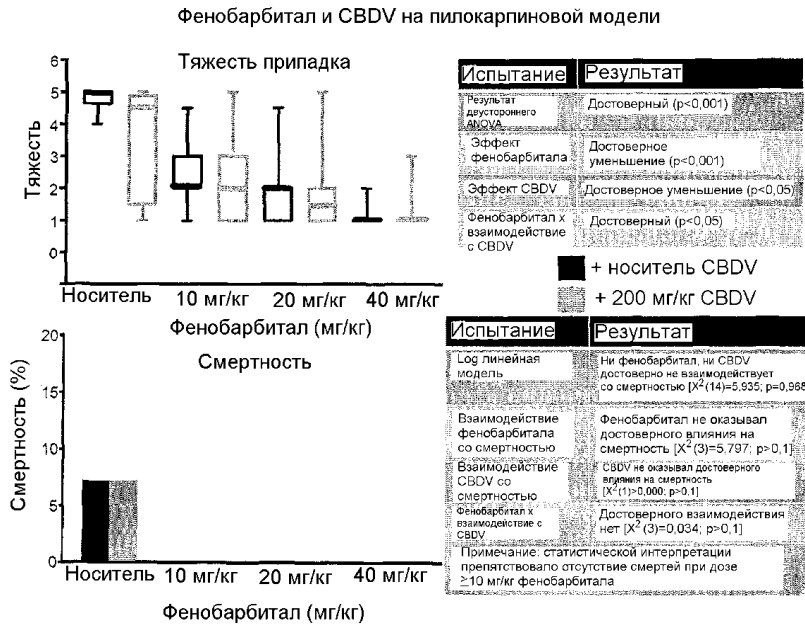 Фенобарбитал и CBDV на пилокарпиновой модели
Тяжесть припадка
Тяжесть
6
5
4
3
2
1
0
Носитель
10 мг/кг
20 мг/кг
40 мг/кг
Фенобарбитал (мг/кг)
Испытание Результат
Результат
двустороннего
ANOVA
Достоверный (p<0,001)
Эффект
фенобарбитала
Достоверное
уменьшение (p<0,001)
Эффект CBDV
Достоверное уменьшение (p<0,05)
Фенобарбитал x
взаимодействие
с CBDV
Достоверный (p<0,05)
+ носитель CBDV
+ 200 мг/кг CBDV
Смертность
Смертность (%)
20
15
10
5
0
Носитель
10 мг/кг
20 мг/кг
40 мг/кг
Фенобарбитал (мг/кг)
Испытание Результат
Log линейная
модель
Ни фенобарбитал, ни CBDV
достоверно не взаимодействует
со смертностью [X²(14)=5,935; p=0,968
Взаимодействие
фенобарбитала
со смертностью
Фенобарбитал не оказывал
достоверного влияния на
смертность [X²(3)=5,797; p>0,1]
Взаимодействие
CBDV со
смертностью
CBDV не оказывал достоверного
влияния на смертность
[X²(1)>0,000; p>0,1]
Фенобарбитал x
взаимодействие с
CBDV
Достоверного взаимодействия
нет [X²(3)=0,034; p>0,1]
Примечание: статистической интерпретации
препятствовало отсутствие смертей при дозе
≥10 мг/кг фенобарбитала